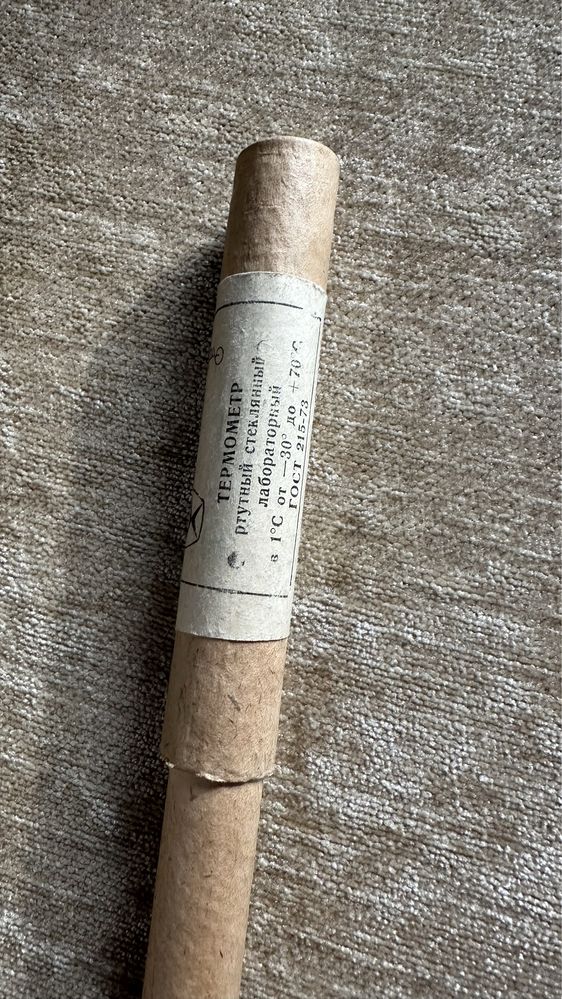 ТЕРМОМЕТР
ртутный стеклянный
лабораторный
в 1°С от —30° до +70°С
ГОСТ 215-73